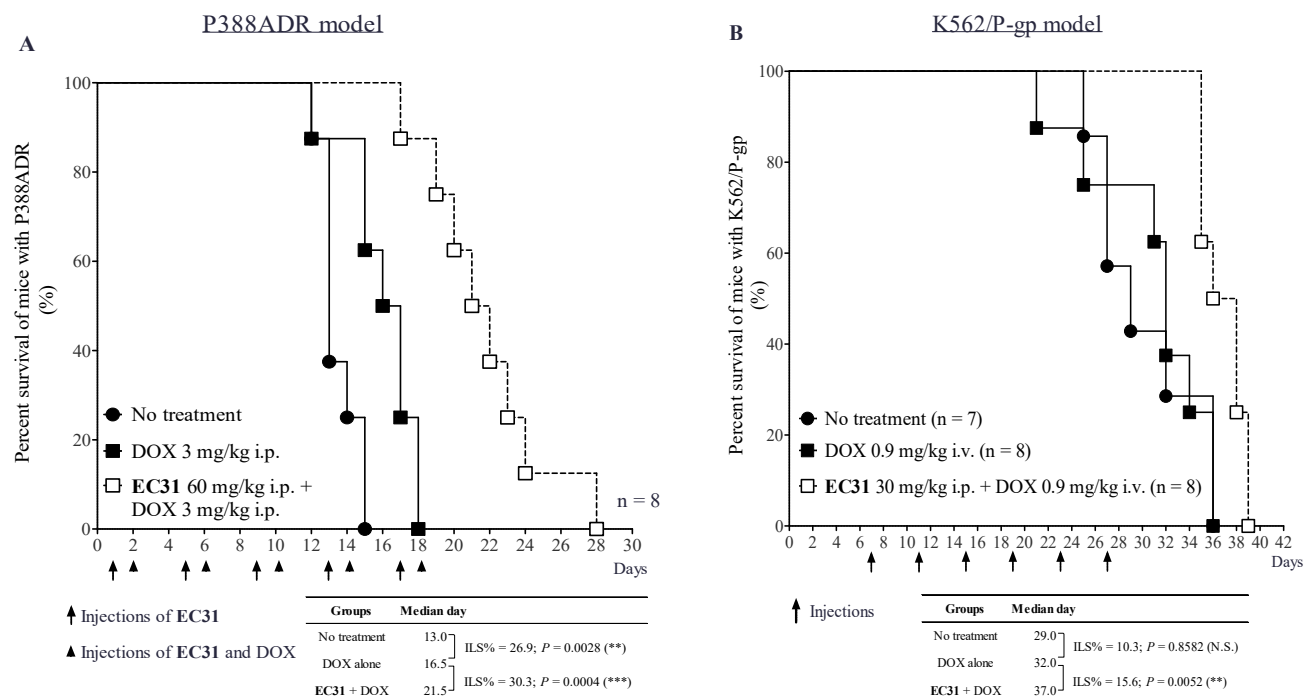 P388ADR model
A
Percent survival of mice with P388ADR
(%)
100
80
60
40
20
0
No treatment
DOX 3 mg/kg i.p.
EC31 60 mg/kg i.p. +
DOX 3 mg/kg i.p.
n = 8
0 2 4 6 8 10 12 14 16 18 20 22 24 26 28 30
Days
Injections of EC31
Injections of EC31 and DOX
Groups Median day
No treatment 13.0
ILS% = 26.9; P = 0.0028 (**)
DOX alone 16.5
ILS% = 30.3; P = 0.0004 (***)
EC31 + DOX 21.5
K562/P-gp model
B
Percent survival of mice with K562/P-gp
(%)
100
80
60
40
20
0
No treatment (n = 7)
DOX 0.9 mg/kg i.v. (n = 8)
EC31 30 mg/kg i.p. + DOX 0.9 mg/kg i.v. (n = 8)
0 2 4 6 8 10 12 14 16 18 20 22 24 26 28 30 32 34 36 38 40 42
Days
Injections
Groups Median day
No treatment 29.0
ILS% = 10.3; P = 0.8582 (N.S.)
DOX alone 32.0
ILS% = 15.6; P = 0.0052 (**)
EC31 + DOX 37.0